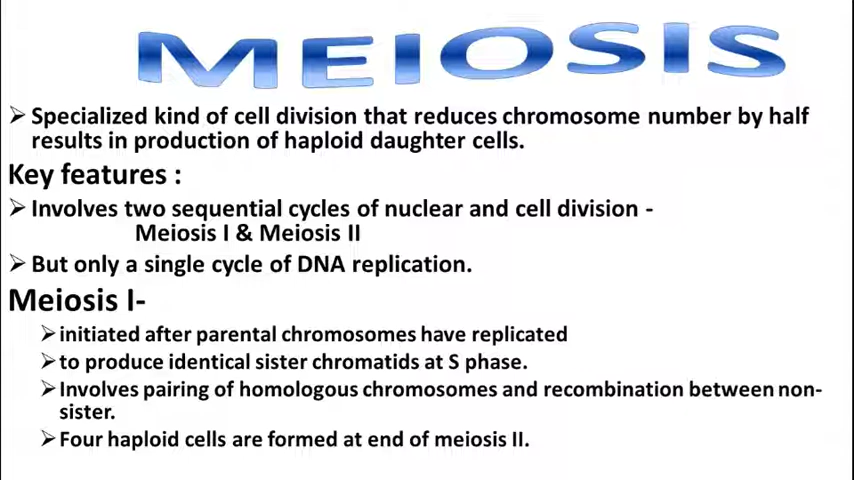 MEIOSIS
➢ Specialized kind of cell division that reduces chromosome number by half
results in production of haploid daughter cells.
Key features :
➢ Involves two sequential cycles of nuclear and cell division -
Meiosis I & Meiosis II
➢ But only a single cycle of DNA replication.
Meiosis I-
➢ initiated after parental chromosomes have replicated
➢ to produce identical sister chromatids at S phase.
➢ Involves pairing of homologous chromosomes and recombination between non-
sister.
➢ Four haploid cells are formed at end of meiosis II.